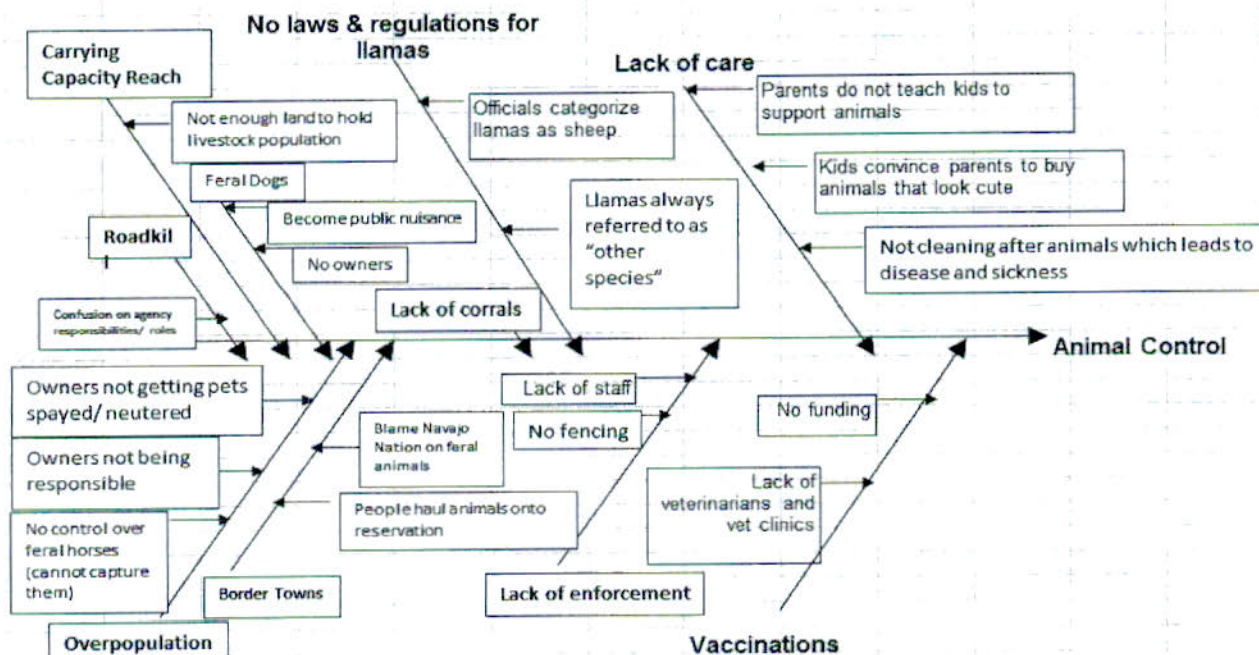 No laws & regulations for
llamas
Carrying
Capacity Reach
Lack of care
Parents do not teach kids to
support animals
Officials categorize
llamas as sheep
Not enough land to hold
livestock population
Kids convince parents to buy
animals that look cute
Feral Dogs
Llamas always
referred to as
"other
species"
Become public nuisance
Roadkil
l
Not cleaning after animals which leads to
disease and sickness
No owners
Lack of corrals
Confusion on agency
responsibilities/ roles
Animal Control
Owners not getting pets
spayed/ neutered
Lack of staff
No funding
Blame Navajo
Nation on feral
animals
No fencing
Owners not being
responsible
Lack of
veterinarians and
vet clinics
People haul animals onto
reservation
No control over
feral horses
(cannot capture
them)
Border Towns
Lack of enforcement
Overpopulation
Vaccinations